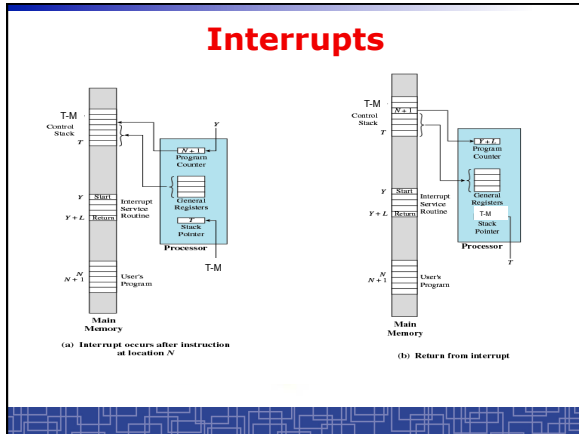 Interrupts
T-M
Control
Stack
T
Y
N + 1
Program
Counter
General
Registers
T
Stack
Pointer
Processor
T-M
Y
Start
Interrupt
Service
Routine
Y + L
Return
N
N + 1
User's
Program
Main
Memory
(a) Interrupt occurs after instruction
at location N
T-M
Control
Stack
N + 1
T
Y + L
Program
Counter
General
Registers
T-M
Stack
Pointer
Processor
T
Y
Start
Interrupt
Service
Routine
Y + L
Return
N
N + 1
User's
Program
Main
Memory
(b) Return from interrupt